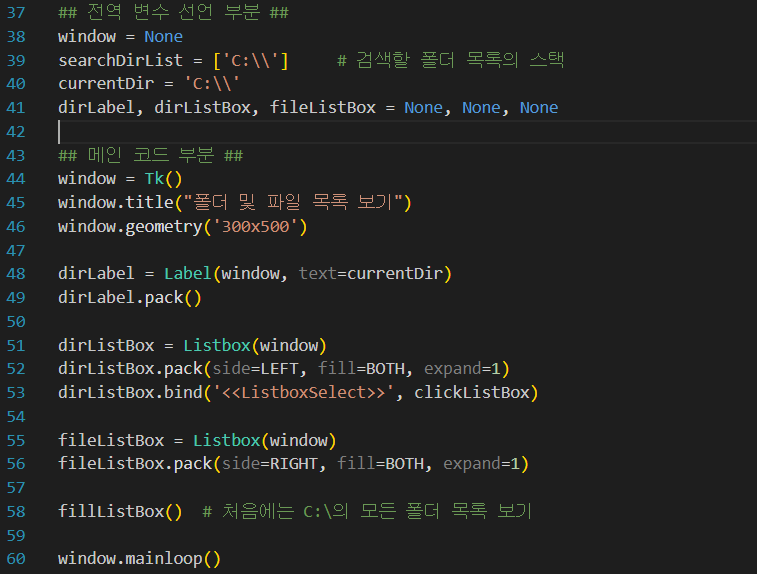 37 ## 전역 변수 선언 부분 ##
38 window = None
39 searchDirList = ['C:\\']     # 검색할 폴더 목록의 스택
40 currentDir = 'C:\\'
41 dirLabel, dirListBox, fileListBox = None, None, None
42
43 ## 메인 코드 부분 ##
44 window = Tk()
45 window.title("폴더 및 파일 목록 보기")
46 window.geometry('300x500')
47
48 dirLabel = Label(window, text=currentDir)
49 dirLabel.pack()
50
51 dirListBox = Listbox(window)
52 dirListBox.pack(side=LEFT, fill=BOTH, expand=1)
53 dirListBox.bind('<<ListboxSelect>>', clickListBox)
54
55 fileListBox = Listbox(window)
56 fileListBox.pack(side=RIGHT, fill=BOTH, expand=1)
57
58 fillListBox()  # 처음에는 C:\의 모든 폴더 목록 보기
59
60 window.mainloop()